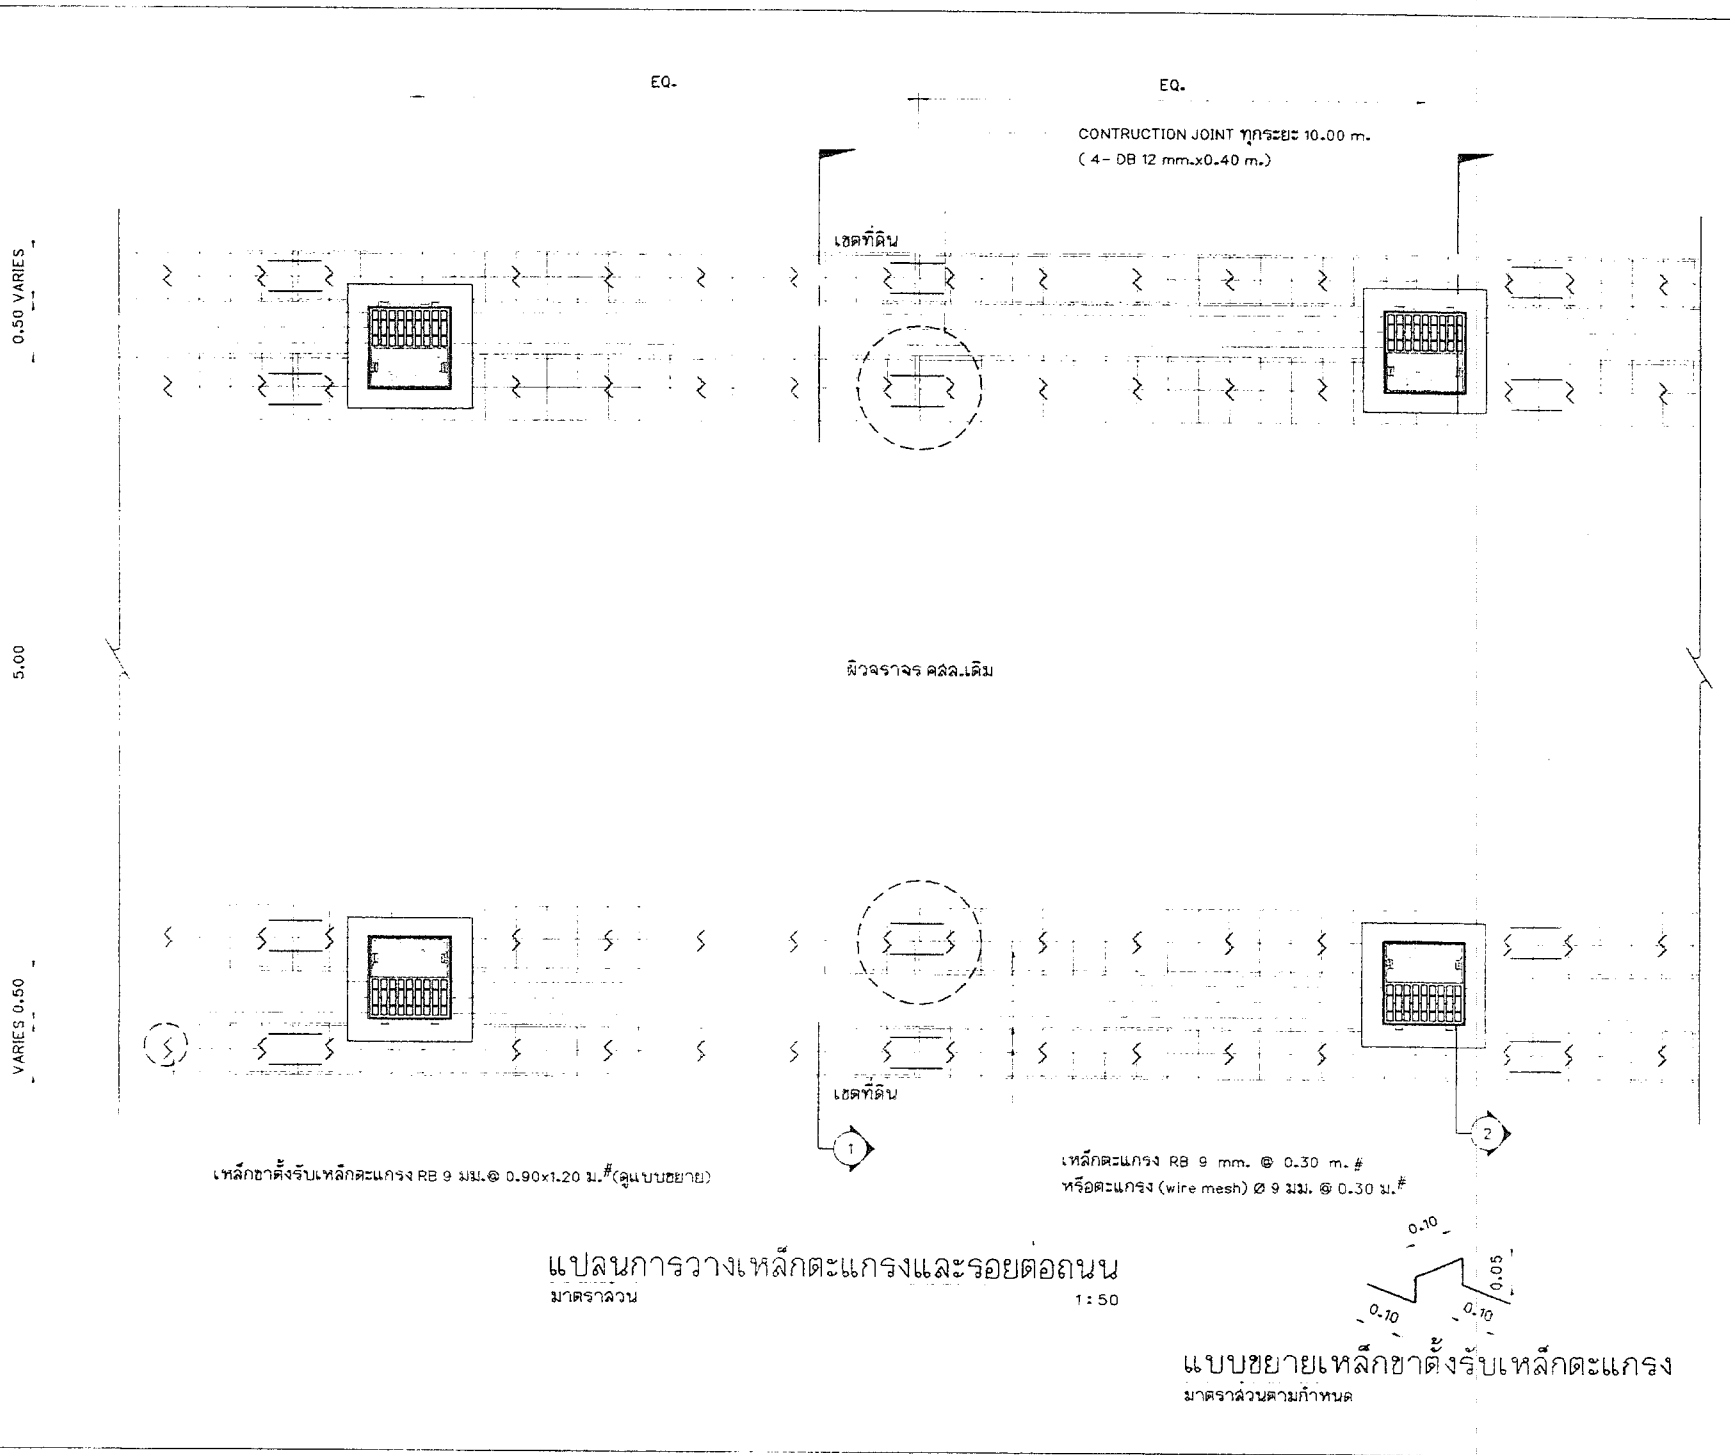 EQ.
EQ.
CONTRUCTION JOINT ทุกระยะ 10.00 m.
( 4- DB 12 mm.x0.40 m.)
เขตที่ดิน
0.50 VARIES
5.00
ผิวจราจร คสล.เดิม
VARIES 0.50
เขตที่ดิน
1
2
เหล็กขาตั้งรับเหล็กตะแกรง RB 9 มม.@ 0.90x1.20 ม.#(ดูแบบขยาย)
เหล็กตะแกรง RB 9 mm. @ 0.30 m.#
หรือตะแกรง (wire mesh) Ø 9 มม. @ 0.30 ม.#
แปลนการวางเหล็กตะแกรงและรอยต่อถนน
มาตราส่วน 1:50
0.10
0.05
0.10
0.10
แบบขยายเหล็กขาตั้งรับเหล็กตะแกรง
มาตราส่วนตามกำหนด